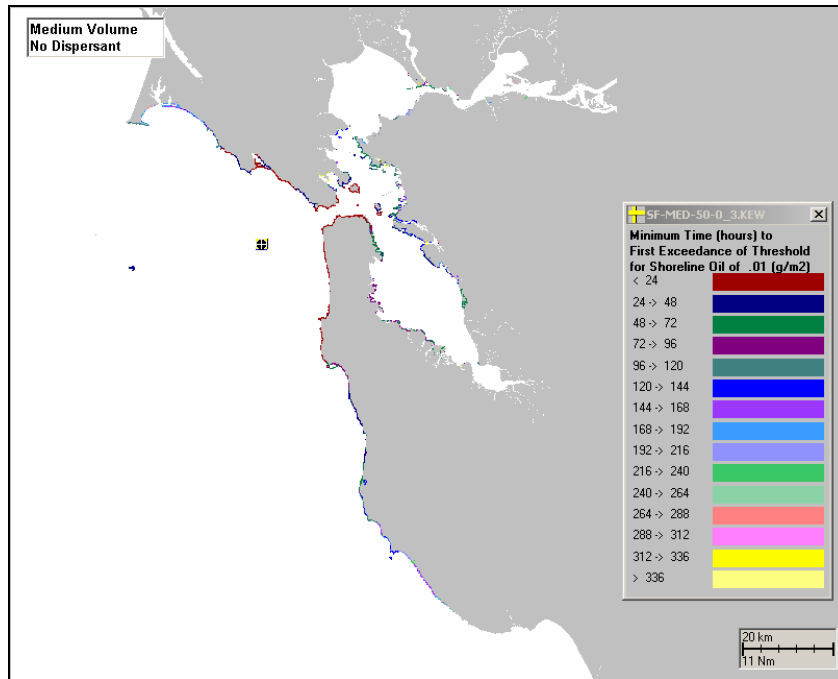 Medium Volume
No Dispersant
SF-MED-50-0_3.KEW
Minimum Time (hours) to
First Exceedance of Threshold
for Shoreline Oil of .01 (g/m2)
< 24
24 -> 48
48 -> 72
72 -> 96
96 -> 120
120 -> 144
144 -> 168
168 -> 192
192 -> 216
216 -> 240
240 -> 264
264 -> 288
288 -> 312
312 -> 336
> 336
20 km
11 Nm